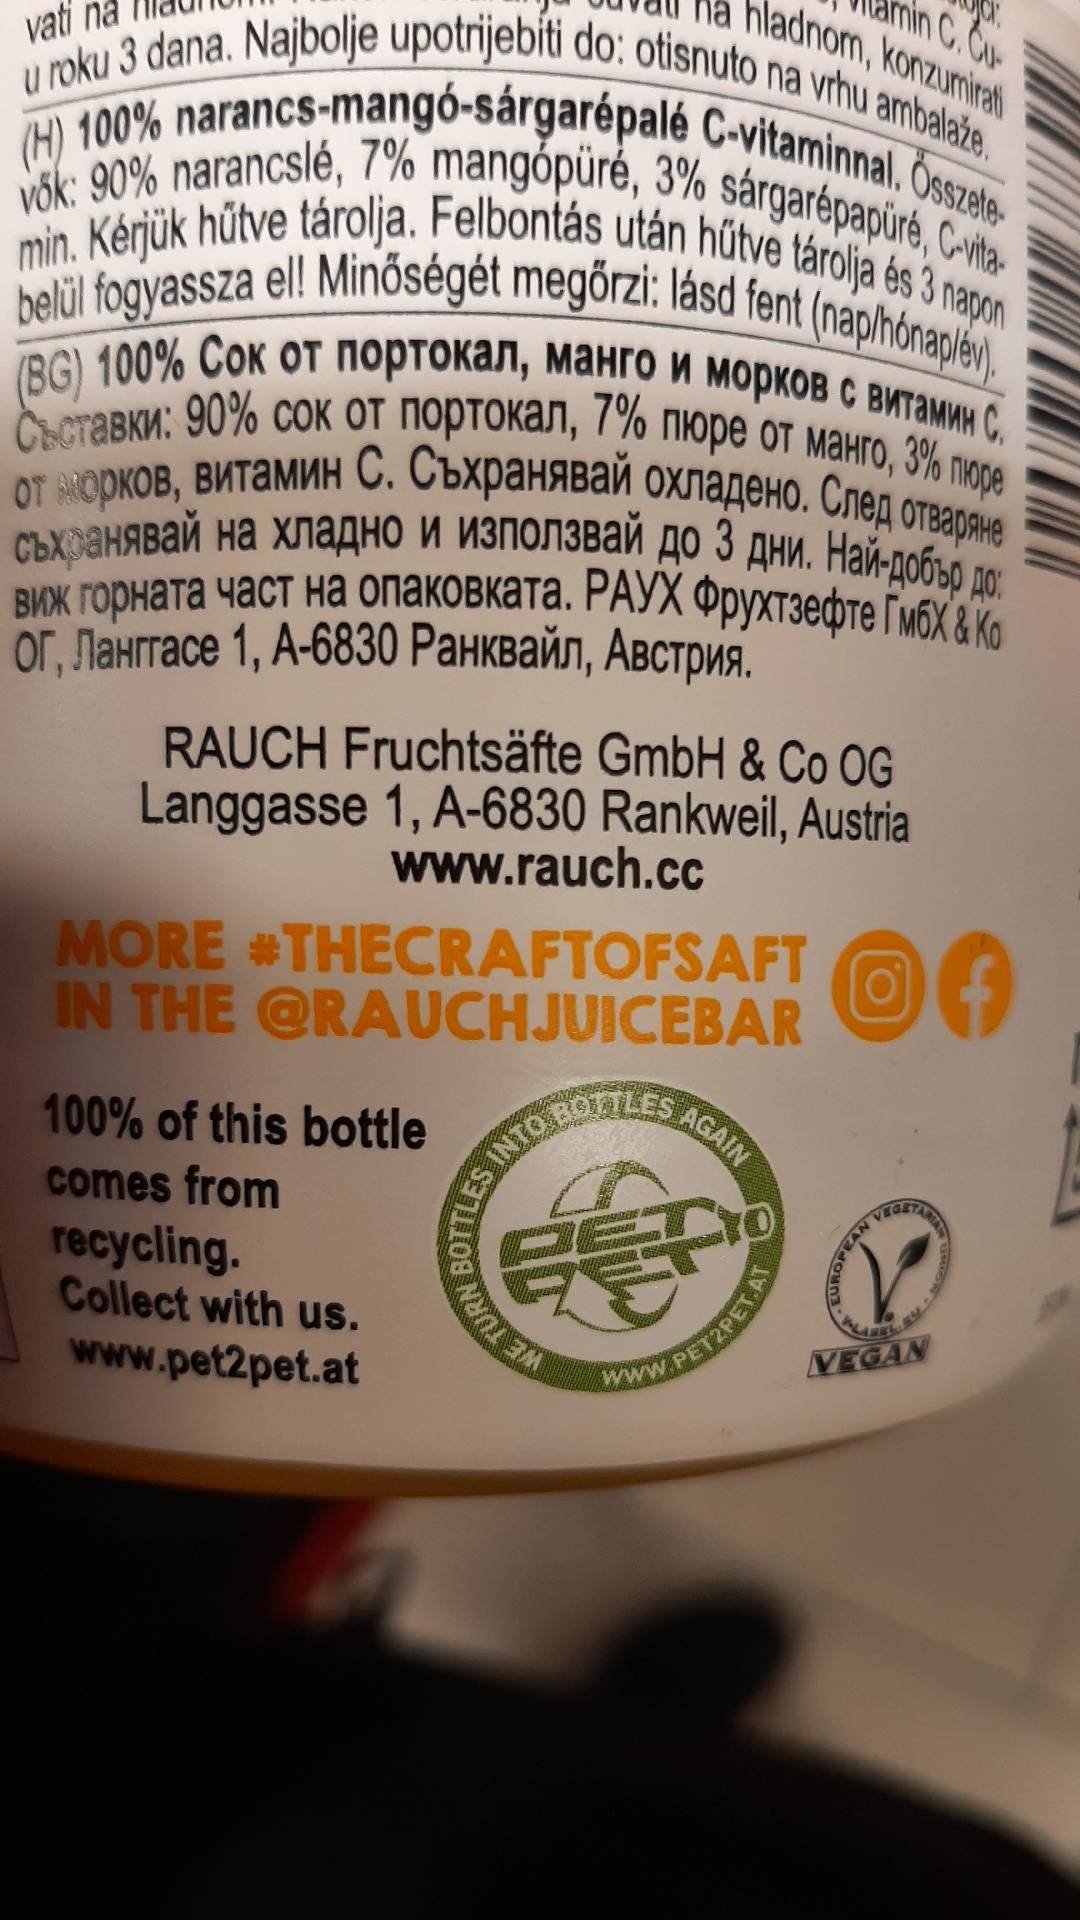 vati na
u roku 3 dana. Najbolje upotrijebiti do: otisnuto na vrhu ambalaže.
na hladnom, konzumirati
vitamin C. Ču-
(H) 100% narancs-mangó-sárgarépalé C-vitaminnal. Összete-
vők: 90% narancslé, 7% mangópüré, 3% sárgarépapüré, C-vita-
min. Kérjük hűtve tárolja. Felbontás után hűtve tárolja és 3 napon
belül fogyassza el! Minőségét megőrzi: lásd fent (nap/hónap/év).
(BG) 100% Сок от портокал, манго и морков с витамин С.
Съставки: 90% сок от портокал, 7% пюре от манго, 3% пюре
от морков, витамин С. Съхранявай охладено. След отваряне
съхранявай на хладно и използвай до 3 дни. Най-добър до:
виж горната част на опаковката. РАУХ Фрухтзефте ГмбХ & Ко
ОГ, Ланггасе 1, А-6830 Ранквайл, Австрия.
RAUCH Fruchtsäfte GmbH & Co OG
Langgasse 1, A-6830 Rankweil, Austria
www.rauch.cc
MORE #THECRAFTOFSAFT
IN THE @RAUCHJUICEBAR
100% of this bottle
comes from
recycling.
Collect with us.
www.pet2pet.at
WE TURN BOTTLES INTO BOTTLES AGAIN
PET
PET
WWW.PET2PET.AT
EUROPEAN VEGETARIAN UNION
V-LABEL.EU
VEGAN